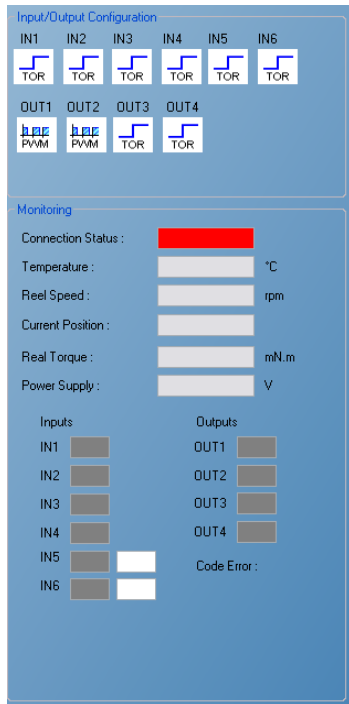 Input/Output Configuration
IN1 IN2 IN3 IN4 IN5 IN6
TOR TOR TOR TOR TOR TOR
OUT1 OUT2 OUT3 OUT4
PWM PWM TOR TOR
Monitoring
Connection Status :
Temperature : °C
Reel Speed : rpm
Current Position :
Real Torque : mN.m
Power Supply : V
Inputs Outputs
IN1 OUT1
IN2 OUT2
IN3 OUT3
IN4 OUT4
IN5 Code Error :
IN6